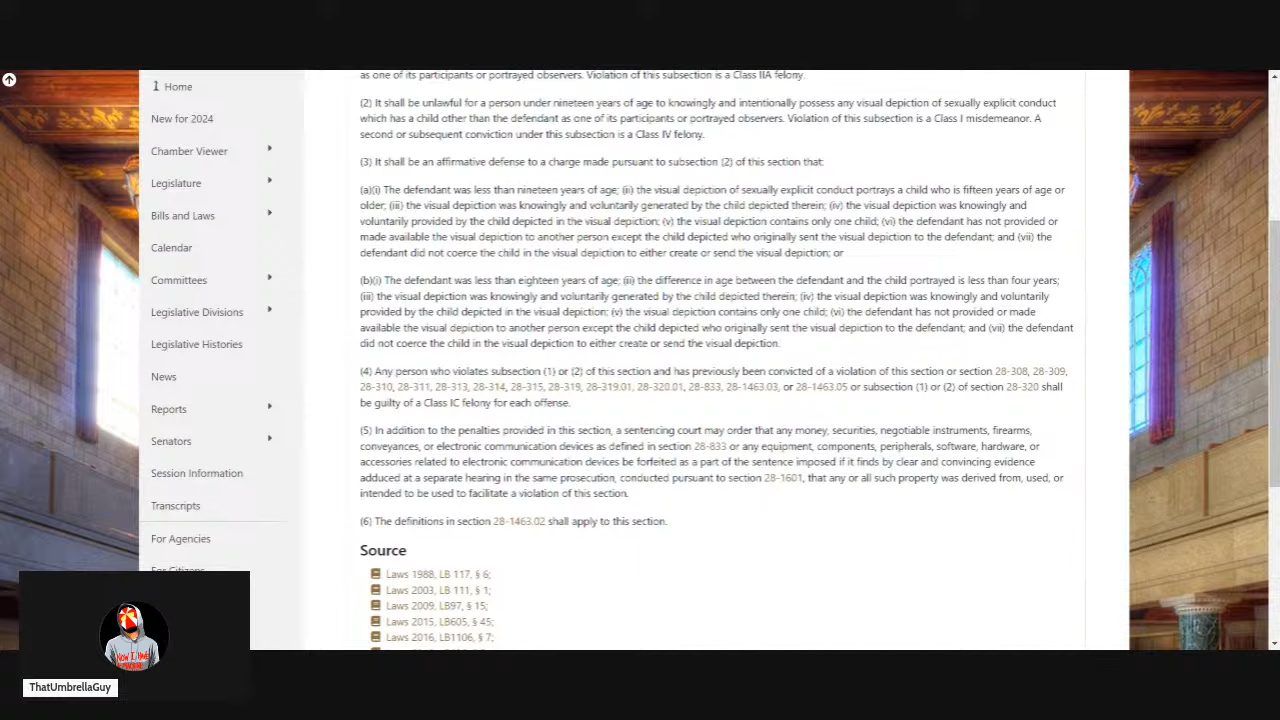 Home
New for 2024
Chamber Viewer
Legislature
Bills and Laws
Calendar
Committees
Legislative Divisions
Legislative Histories
News
Reports
Senators
Session Information
Transcripts
For Agencies
For Citizens
as one of its participants or portrayed observers. Violation of this subsection is a Class IIA felony.
(2) It shall be unlawful for a person under nineteen years of age to knowingly and intentionally possess any visual depiction of sexually explicit conduct
which has a child other than the defendant as one of its participants or portrayed observers. Violation of this subsection is a Class I misdemeanor. A
second or subsequent conviction under this subsection is a Class IV felony.
(3) It shall be an affirmative defense to a charge made pursuant to subsection (2) of this section that:
(a)(i) The defendant was less than nineteen years of age; (ii) the visual depiction of sexually explicit conduct portrays a child who is fifteen years of age or
older; (iii) the visual depiction was knowingly and voluntarily generated by the child depicted therein; (iv) the visual depiction was knowingly and
voluntarily provided by the child depicted in the visual depiction; (v) the visual depiction contains only one child; (vi) the defendant has not provided or
made available the visual depiction to another person except the child depicted who originally sent the visual depiction to the defendant; and (vii) the
defendant did not coerce the child in the visual depiction to either create or send the visual depiction; or
(b)(i) The defendant was less than eighteen years of age; (ii) the difference in age between the defendant and the child portrayed is less than four years;
(iii) the visual depiction was knowingly and voluntarily generated by the child depicted therein; (iv) the visual depiction was knowingly and voluntarily
provided by the child depicted in the visual depiction; (v) the visual depiction contains only one child; (vi) the defendant has not provided or made
available the visual depiction to another person except the child depicted who originally sent the visual depiction to the defendant; and (vii) the defendant
did not coerce the child in the visual depiction to either create or send the visual depiction.
(4) Any person who violates subsection (1) or (2) of this section and has previously been convicted of a violation of this section or section 28-308, 28-309,
28-310, 28-311, 28-313, 28-314, 28-315, 28-319, 28-319.01, 28-320.01, 28-833, 28-1463.03, or 28-1463.05 or subsection (1) or (2) of section 28-320 shall
be guilty of a Class IC felony for each offense.
(5) In addition to the penalties provided in this section, a sentencing court may order that any money, securities, negotiable instruments, firearms,
conveyances, or electronic communication devices as defined in section 28-833 or any equipment, components, peripherals, software, hardware, or
accessories related to electronic communication devices be forfeited as a part of the sentence imposed if it finds by clear and convincing evidence
adduced at a separate hearing in the same prosecution, conducted pursuant to section 28-1601, that any or all such property was derived from, used, or
intended to be used to facilitate a violation of this section.
(6) The definitions in section 28-1463.02 shall apply to this section.
Source
Laws 1988, LB 117, § 6;
Laws 2003, LB 111, § 1;
Laws 2009, LB97, § 15;
Laws 2015, LB605, § 45;
Laws 2016, LB1106, § 7;
NOW I HAVE
ThatUmbrellaGuy